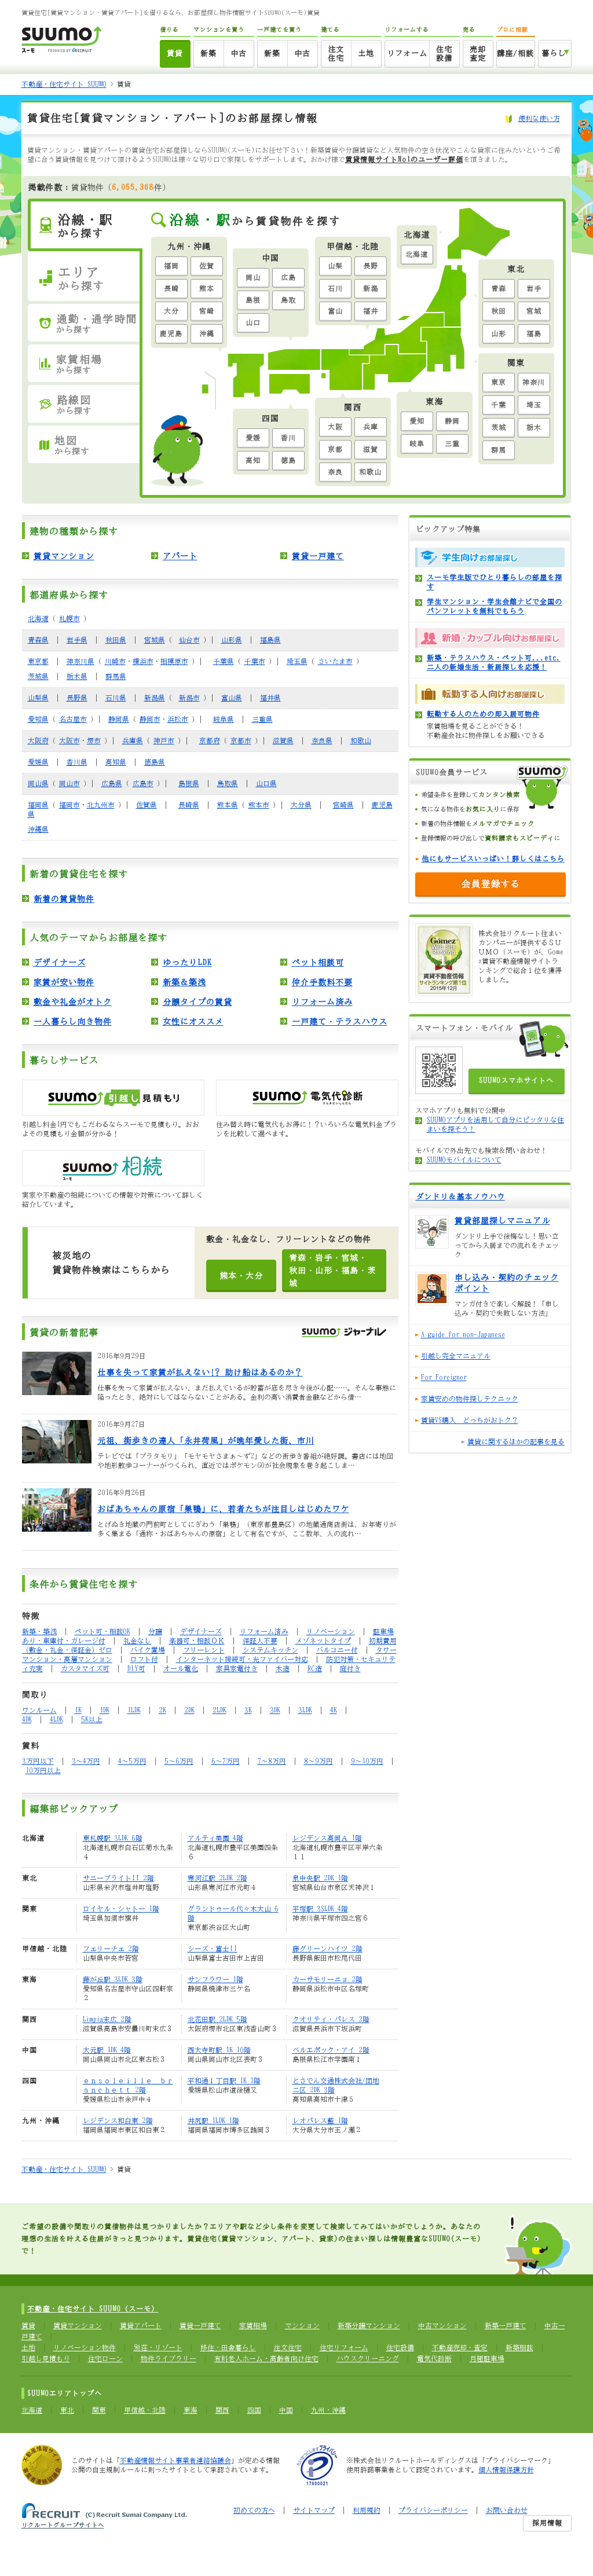 賃貸住宅[賃貸マンション・賃貸アパート]を借りるなら、お部屋探し物件情報サイトSUUMO(スーモ)賃貸
suumo
スーモ
借りる
マンションを買う
一戸建てを買う
建てる
リフォームする
売る
プロに相談
賃貸
新築
中古
新築
中古
注文住宅
土地
リフォーム
住宅設備
売却査定
講座/相談
暮らし
不動産・住宅サイト SUUMO > 賃貸
賃貸住宅[賃貸マンション・アパート]のお部屋探し情報
便利な使い方
賃貸マンション・賃貸アパートの賃貸住宅お部屋探しならSUUMO(スーモ)にお任せ下さい！新築賃貸や分譲賃貸など人気物件の空き状況やこんな貸家に住みたいというご希
望に合う賃貸情報を見つけて頂けるようSUUMOは様々な切り口で家探しをサポートします。おかげ様で賃貸情報サイトNo1のユーザー評価を頂きました。
掲載件数：賃貸物件（6,055,368件）
沿線・駅
から探す
エリア
から探す
通勤・通学時間
から探す
家賃相場
から探す
路線図
から探す
地図
から探す
沿線・駅から賃貸物件を探す
九州・沖縄
福岡 佐賀
長崎 熊本
大分 宮崎
鹿児島 沖縄
中国
岡山 広島
島根 鳥取
山口
四国
愛媛 香川
高知 徳島
甲信越・北陸
山梨 長野
石川 新潟
富山 福井
関西
大阪 兵庫
京都 滋賀
奈良 和歌山
北海道
北海道
東海
愛知 静岡
岐阜 三重
東北
青森 岩手
秋田 宮城
山形 福島
関東
東京 神奈川
千葉 埼玉
茨城 栃木
群馬
建物の種類から探す
賃貸マンション
アパート
賃貸一戸建て
都道府県から探す
北海道（ 札幌市 ）
青森県 ｜ 岩手県 ｜ 秋田県 ｜ 宮城県（ 仙台市 ）｜ 山形県 ｜ 福島県
東京都 ｜ 神奈川県（ 川崎市・横浜市・相模原市 ）｜ 千葉県（ 千葉市 ）｜ 埼玉県（ さいたま市 ）｜
茨城県 ｜ 栃木県 ｜ 群馬県
山梨県 ｜ 長野県 ｜ 石川県 ｜ 新潟県（ 新潟市 ）｜ 富山県 ｜ 福井県
愛知県（ 名古屋市 ）｜ 静岡県（ 静岡市・浜松市 ）｜ 岐阜県 ｜ 三重県
大阪府（ 大阪市・堺市 ）｜ 兵庫県（ 神戸市 ）｜ 京都府（ 京都市 ）｜ 滋賀県 ｜ 奈良県 ｜ 和歌山
愛媛県 ｜ 香川県 ｜ 高知県 ｜ 徳島県
岡山県（ 岡山市 ）｜ 広島県（ 広島市 ）｜ 島根県 ｜ 鳥取県 ｜ 山口県
福岡県（ 福岡市・北九州市 ）｜ 佐賀県 ｜ 長崎県 ｜ 熊本県（ 熊本市 ）｜ 大分県 ｜ 宮崎県 ｜ 鹿児島
県 ｜
沖縄県
新着の賃貸住宅を探す
新着の賃貸物件
人気のテーマからお部屋を探す
デザイナーズ
ゆったりLDK
ペット相談可
家賃が安い物件
新築&築浅
仲介手数料不要
敷金や礼金がオトク
分譲タイプの賃貸
リフォーム済み
一人暮らし向き物件
女性にオススメ
一戸建て・テラスハウス
暮らしサービス
suumo引越し見積もり
suumo電気代診断
引越し料金1円でもこだわるならスーモで見積もり。おお
よその見積もり金額が分かる！
住み替え時に電気代もお得に！？いろいろな電気料金プラ
ンを比較して選べます。
suumo相続
スーモ
実家や不動産の相続についての情報や対策について詳しく
紹介しています。
被災地の
賃貸物件検索はこちらから
敷金・礼金なし、フリーレントなどの物件
熊本・大分
青森・岩手・宮城・
秋田・山形・福島・茨
城
賃貸の新着記事
suumoジャーナル
2016年9月29日
仕事を失って家賃が払えない!? 助け船はあるのか？
仕事を失って家賃が払えない、まだ払えているが貯蓄が底を尽き今後が心配……。そんな事態に
陥ったとき、絶対にしてはならないことがある。金利の高い消費者金融などから借…
2016年9月27日
元祖、街歩きの達人「永井荷風」が晩年愛した街、市川
テレビでは「ブラタモリ」「モヤモヤさまぁ～ず2」などの街歩き番組が絶好調。書店には地図
や地形散歩コーナーがつくられ、直近ではポケモンGOが社会現象を巻き起こしま…
2016年9月26日
おばあちゃんの原宿「巣鴨」に、若者たちが注目しはじめたワケ
とげぬき地蔵の門前町としてにぎわう「巣鴨」（東京都豊島区）の地蔵通商店街は、お年寄りが
多く集まる「通称・おばあちゃんの原宿」として有名ですが、ここ数年、人の流れ…
条件から賃貸住宅を探す
特徴
新築・築浅 ｜ ペット可・相談OK ｜ 分譲 ｜ デザイナーズ ｜ リフォーム済み ｜ リノベーション ｜ 駐車場
あり・車庫付・ガレージ付 ｜ 礼金なし ｜ 楽器可・相談OK ｜ 保証人不要 ｜ メゾネットタイプ ｜ 初期費用
（敷金・礼金・保証金）ゼロ ｜ バイク置場 ｜ フリーレント ｜ システムキッチン ｜ バルコニー付 ｜ タワー
マンション・高層マンション ｜ ロフト付 ｜ インターネット接続可・光ファイバー対応 ｜ 防犯対策・セキュリテ
ィ充実 ｜ カスタマイズ可 ｜ DIY可 ｜ オール電化 ｜ 家具家電付き ｜ 木造 ｜ RC造 ｜ 庭付き
間取り
ワンルーム ｜ 1K ｜ 1DK ｜ 1LDK ｜ 2K ｜ 2DK ｜ 2LDK ｜ 3K ｜ 3DK ｜ 3LDK ｜ 4K ｜
4DK ｜ 4LDK ｜ 5K以上
賃料
3万円以下 ｜ 3～4万円 ｜ 4～5万円 ｜ 5～6万円 ｜ 6～7万円 ｜ 7～8万円 ｜ 8～9万円 ｜ 9～10万円 ｜
10万円以上
編集部ピックアップ
北海道
東札幌駅 3LDK 6階
北海道札幌市白石区菊水九条４
アルティ美園 4階
北海道札幌市豊平区美園四条６
レジデンス高岡A 1階
北海道札幌市豊平区平岸六条１１
東北
サニーブライトII 2階
山形県米沢市塩井町塩野
寒河江駅 2LDK 2階
山形県寒河江市元町４
泉中央駅 2DK 1階
宮城県仙台市泉区天神沢１
関東
ロイヤル・シャトー 1階
埼玉県加須市旗井
グランドゥール代々木大山 6階
東京都渋谷区大山町
平塚駅 2SLDK 4階
神奈川県平塚市四之宮６
甲信越・北陸
フェリーチェ 2階
山梨県中央市若宮
シーズ・富士II
山梨県富士吉田市上吉田
藤グリーンハイツ 2階
長野県飯田市松尾代田
東海
藤が丘駅 3LDK 3階
愛知県名古屋市守山区四軒家２
サンフラワー 1階
静岡県焼津市三ケ名
カーサモリーニョ 2階
静岡県浜松市中区名塚町
関西
Limpia末広 2階
滋賀県高島市安曇川町末広３
北花田駅 2LDK 5階
大阪府堺市北区東浅香山町３
クオリティ・パレス 2階
滋賀県長浜市下坂浜町
中国
大元駅 1DK 4階
岡山県岡山市北区東古松３
西大寺町駅 1K 10階
岡山県岡山市北区表町３
ベルエポック・アイ 2階
島根県松江市学園南１
四国
ｅｎｓｏｌｅｉｌｌｅ　ｂｒａｎｃｈｅｔｔ 2階
愛媛県松山市余戸中４
平和通１丁目駅 1K 1階
愛媛県松山市道後樋又
とさでん交通株式会社/団地二区 2DK 3階
高知県高知市十津５
九州・沖縄
レジデンス和白東 2階
福岡県福岡市東区和白東２
井尻駅 1LDK 1階
福岡県福岡市博多区諸岡３
レオパレス藍 1階
大分県大分市王ノ瀬２
ピックアップ特集
学生向けお部屋探し
スーモ学生版でひとり暮らしの部屋を探す
学生マンション・学生会館ナビで全国のパンフレットを無料でもらう
新婚・カップル向けお部屋探し
新築・テラスハウス・ペット可...etc.
二人の新婚生活・新居探しを応援！
転勤する人向けのお部屋探し
転勤する人のための即入居可物件
家賃相場を見ることができる！
不動産会社に物件探しをお願いできる
SUUMO会員サービス
suumo
希望条件を登録してカンタン検索
気になる物件をお気に入りに保存
新着の物件情報をメルマガでチェック
登録情報の呼び出しで資料請求もスピーディに
他にもサービスいっぱい！詳しくはこちら
会員登録する
Gomez
賃貸不動産情報サイト
サイトランキング第1位
2015年12月
株式会社リクルート住まいカンパニーが提供するSUUMO（スーモ）が、Gomez賃貸不動産情報サイトランキングで総合１位を獲得しました。
スマートフォン・モバイル
SUUMOスマホサイトへ
スマホアプリも無料で公開中
SUUMOアプリを活用して自分にピッタリな住まいを探そう！
モバイルで外出先でも検索＆問い合わせ！
SUUMOモバイルについて
ダンドリ＆基本ノウハウ
賃貸部屋探しマニュアル
ダンドリ上手で後悔なし！思い立ってから入居までの流れをチェック
申し込み・契約のチェックポイント
マンガ付きで楽しく解説！「申し込み・契約で失敗しない方法」
A guide for non-Japanese
引越し完全マニュアル
For Foreigner
家賃安めの物件探しテクニック
賃貸VS購入　どっちがおトク？
賃貸に関するほかの記事を見る
不動産・住宅サイト SUUMO > 賃貸
ご希望の設備や間取りの賃借物件は見つかりましたか？エリアや駅など少し条件を変更して検索してみてはいかがでしょうか。あなたの
理想の生活を叶える住居がきっと見つかります。賃貸住宅(賃貸マンション、アパート、貸家)の住まい探しは情報豊富なSUUMO(スーモ)
で！
不動産・住宅サイト SUUMO（スーモ）
賃貸　賃貸マンション　賃貸アパート　賃貸一戸建て　家賃相場　マンション　新築分譲マンション　中古マンション　新築一戸建て　中古一
戸建て
土地　リノベーション物件　別荘・リゾート　移住・田舎暮らし　注文住宅　住宅リフォーム　住宅設備　不動産売却・査定　新築相談
引越し見積もり　住宅ローン　物件ライブラリー　有料老人ホーム・高齢者向け住宅　ハウスクリーニング　電気代診断　月極駐車場
SUUMOエリアトップへ
北海道　東北　関東　甲信越・北陸　東海　関西　四国　中国　九州・沖縄
このサイトは「不動産情報サイト事業者連絡協議会」が定める情報
公開の自主規制ルールに則ったサイトとして承認されています。
17000021
※株式会社リクルートホールディングスは「プライバシーマーク」
使用許諾事業者として認定されています。個人情報保護方針
RECRUIT
(C)Recruit Sumai Company Ltd.
リクルートグループサイトへ
初めての方へ ｜ サイトマップ ｜ 利用規約 ｜ プライバシーポリシー ｜ お問い合わせ
採用情報